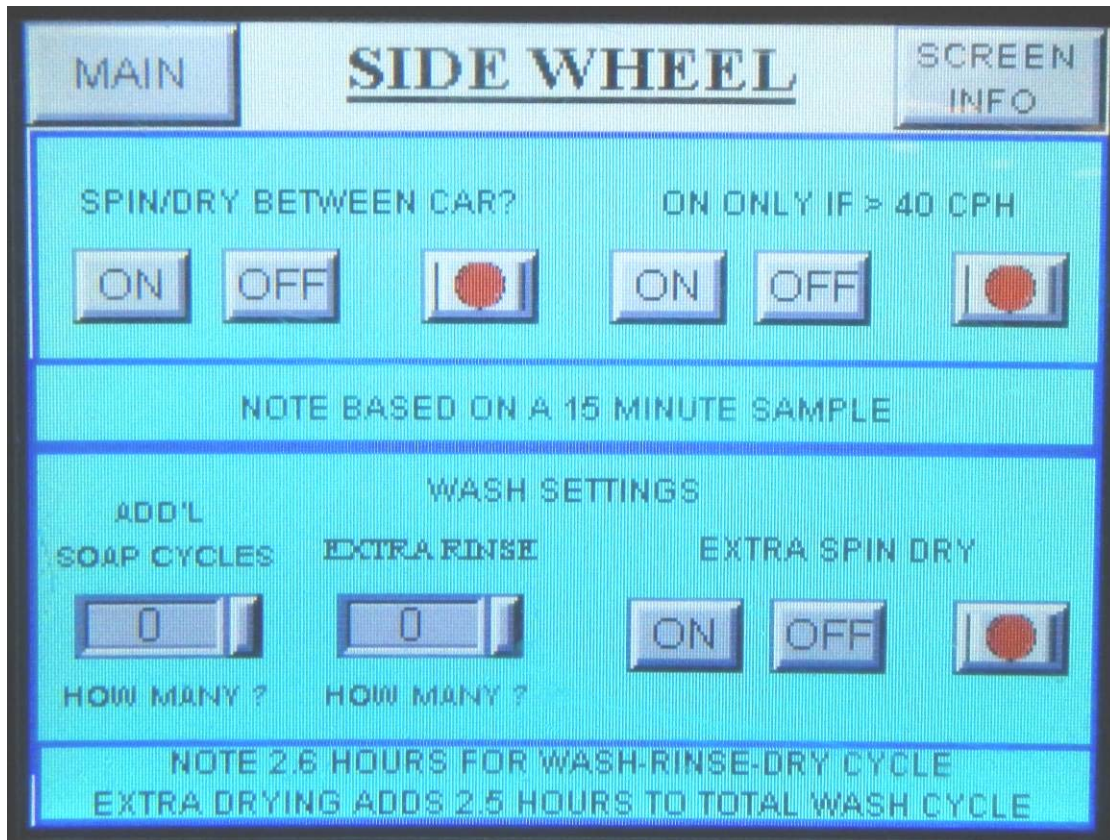 MAIN
SIDE WHEEL
SCREEN
INFO
SPIN/DRY BETWEEN CAR?
ON ONLY IF > 40 CPH
ON OFF
ON OFF
NOTE BASED ON A 15 MINUTE SAMPLE
WASH SETTINGS
ADD'L
SOAP CYCLES
0
HOW MANY ?
EXTRA RINSE
0
HOW MANY ?
EXTRA SPIN DRY
ON OFF
NOTE 2.6 HOURS FOR WASH-RINSE-DRY CYCLE
EXTRA DRYING ADDS 2.5 HOURS TO TOTAL WASH CYCLE